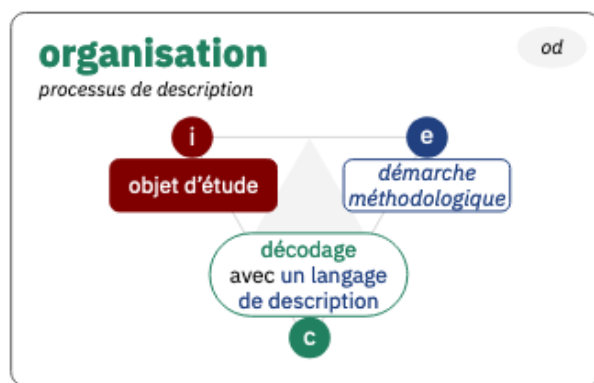 organisation
od
processus de description
i
e
objet d'étude
démarche
méthodologique
décodage
avec un langage
de description
c